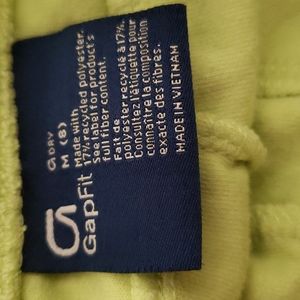 GapFit
GDRY
M (8)
Made with
17% recycled polyester.
See label for product's
full fiber content.
Fait de
polyester recyclé à 17%.
Consultez l'étiquette pour
connaître la composition
exacte des fibres.
MADE IN VIETNAM